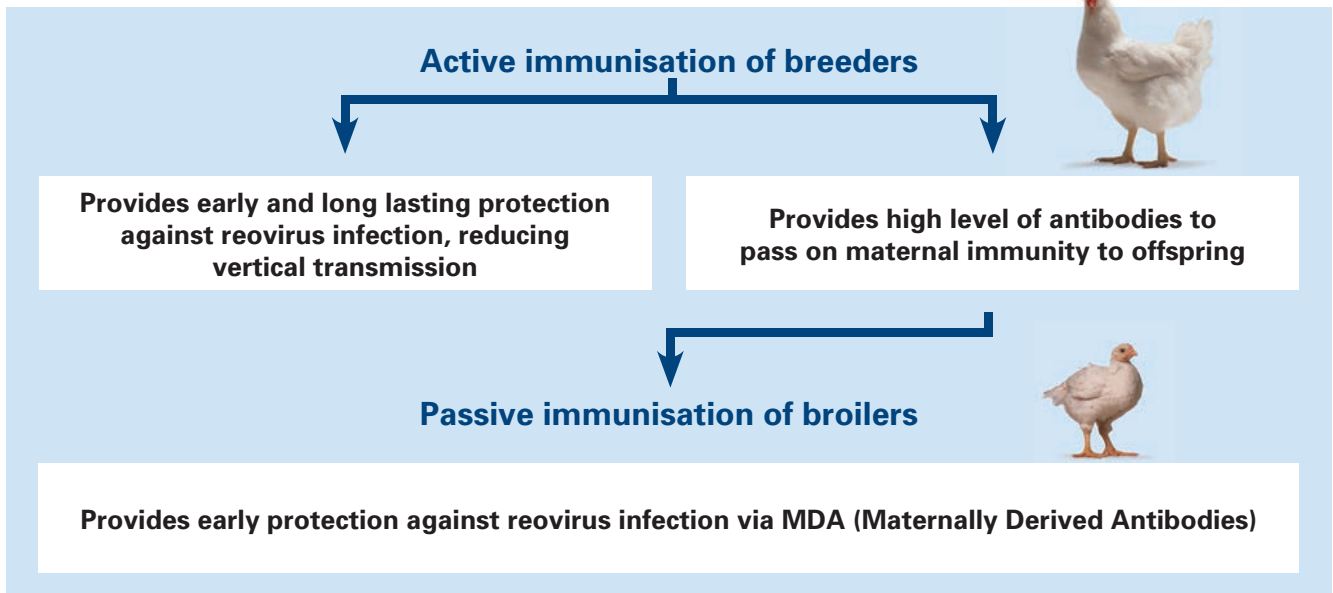 Active immunisation of breeders
Provides early and long lasting protection
against reovirus infection, reducing
vertical transmission
Provides high level of antibodies to
pass on maternal immunity to offspring
Passive immunisation of broilers
Provides early protection against reovirus infection via MDA (Maternally Derived Antibodies)